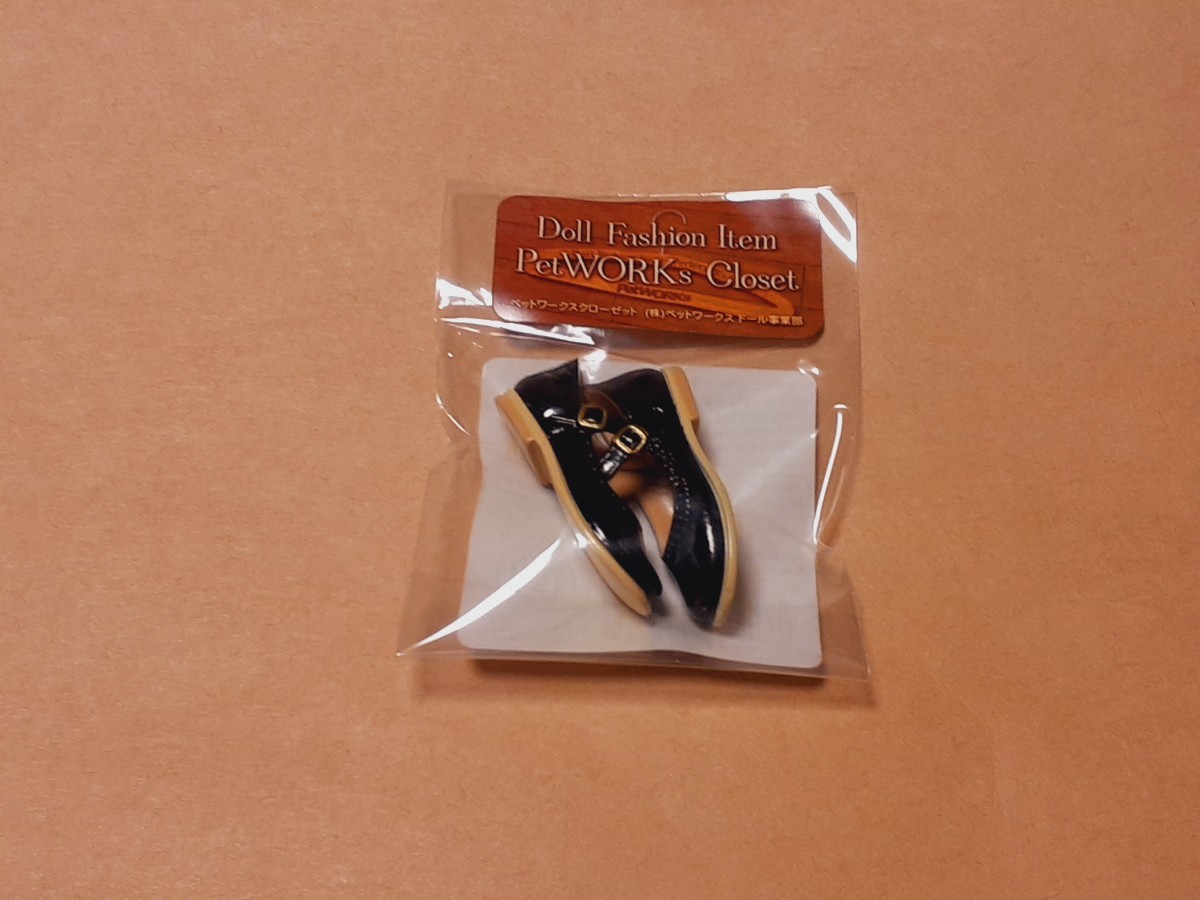 Doll Fashion Item
PetWORKs Closet
PetWORKs
ペットワークスクローゼット (株)ペットワークス ドール事業部